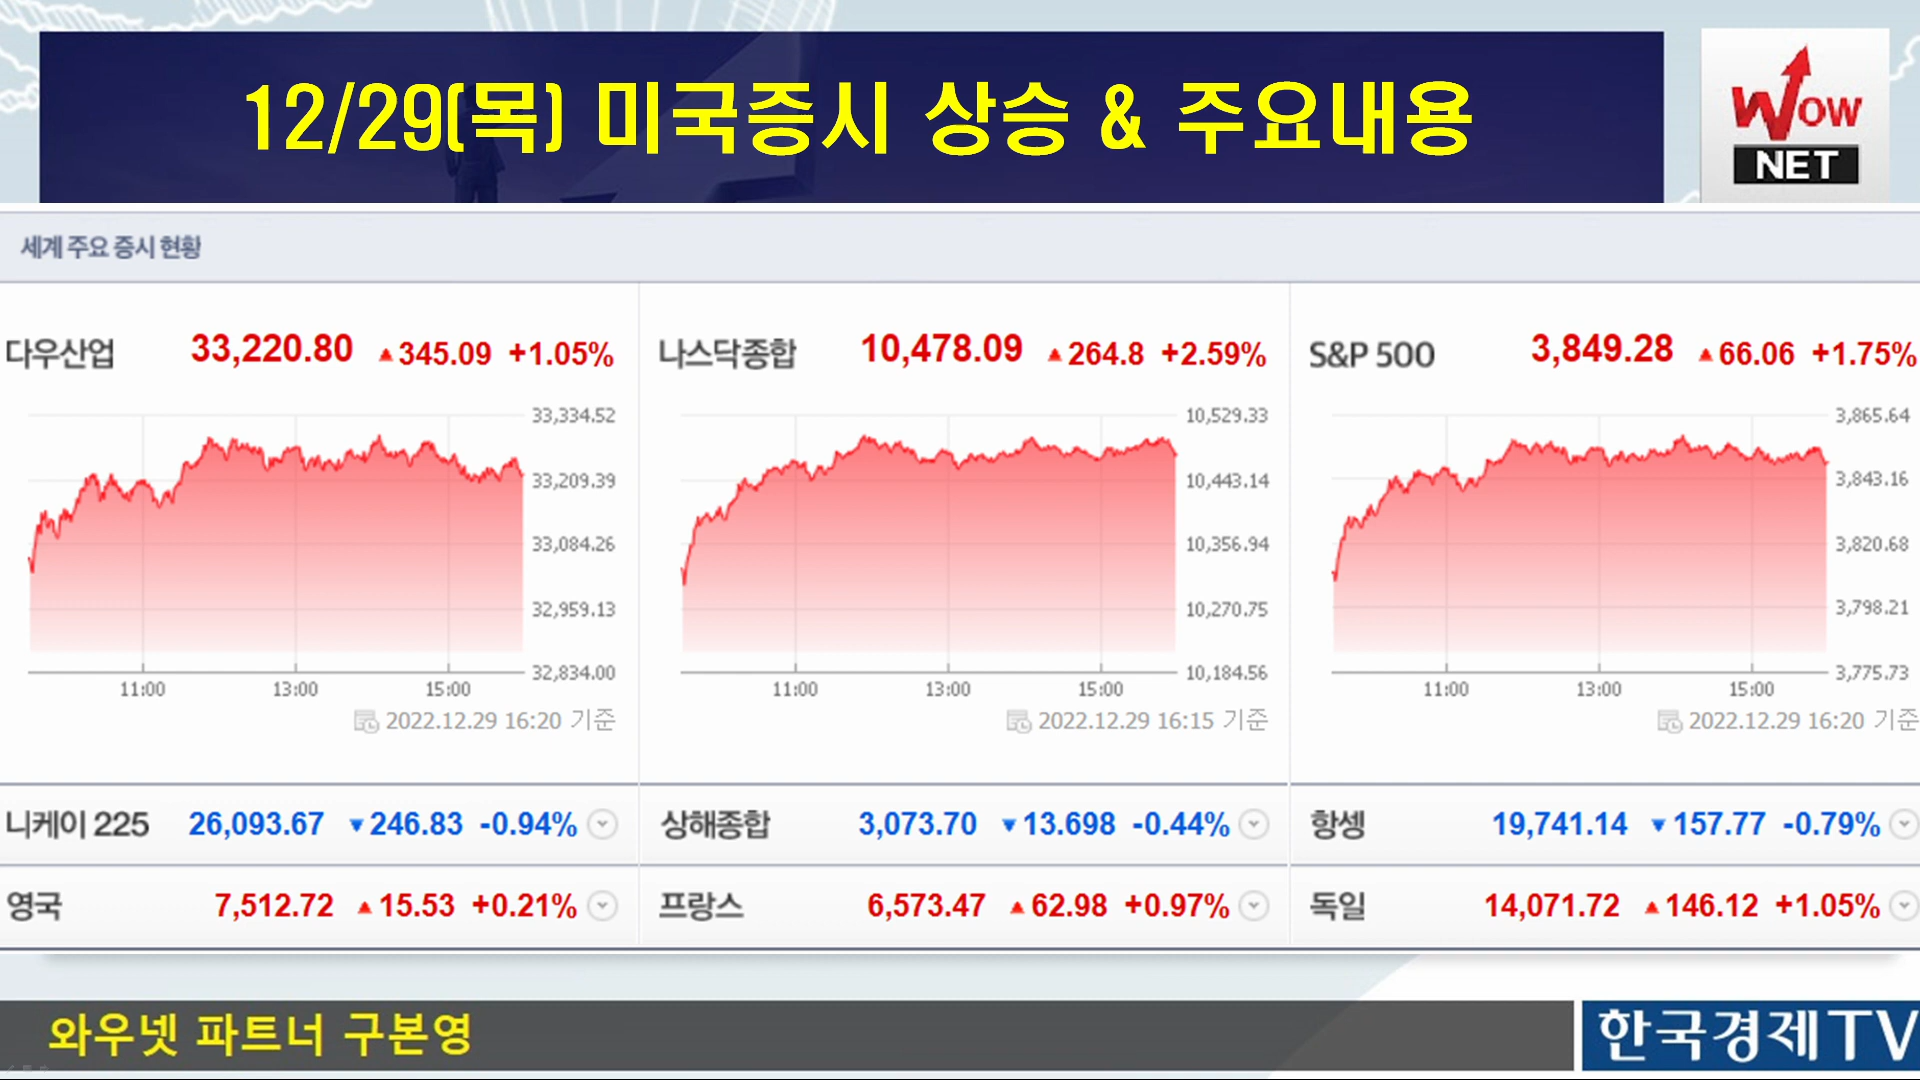 12/29(목) 미국증시 상승 & 주요내용
WOW
NET
세계 주요 증시 현황
다우산업 33,220.80 ▲345.09 +1.05%
33,334.52
33,209.39
33,084.26
32,959.13
32,834.00
11:00 13:00 15:00
2022.12.29 16:20 기준
나스닥종합 10,478.09 ▲264.8 +2.59%
10,529.33
10,443.14
10,356.94
10,270.75
10,184.56
11:00 13:00 15:00
2022.12.29 16:15 기준
S&P 500 3,849.28 ▲66.06 +1.75%
3,865.64
3,843.16
3,820.68
3,798.21
3,775.73
11:00 13:00 15:00
2022.12.29 16:20 기준
니케이 225 26,093.67 ▼246.83 -0.94%
상해종합 3,073.70 ▼13.698 -0.44%
항셍 19,741.14 ▼157.77 -0.79%
영국 7,512.72 ▲15.53 +0.21%
프랑스 6,573.47 ▲62.98 +0.97%
독일 14,071.72 ▲146.12 +1.05%
와우넷 파트너 구본영
한국경제TV